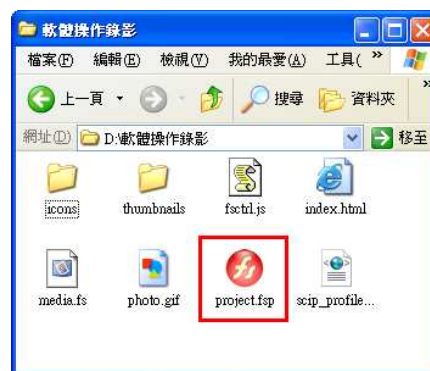 軟體操作錄影
檔案(F) 編輯(E) 檢視(V) 我的最愛(A) 工具( »
上一頁 搜尋 資料夾 »
網址(D) D:\軟體操作錄影 移至
icons thumbnails fsctrl.js index.html
media.fs photo.gif project.fsp scip_profile...